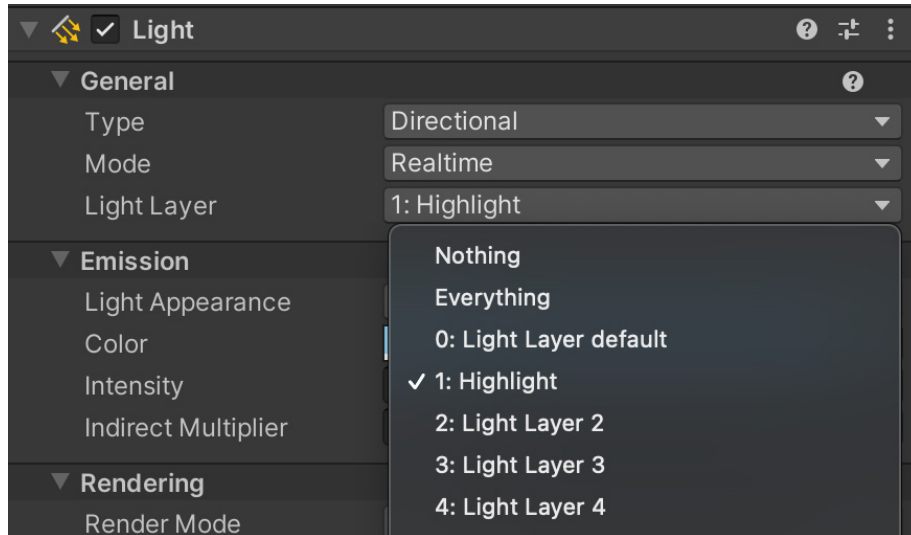 Light
General
Type Directional
Mode Realtime
Light Layer 1: Highlight
Nothing
Emission
Everything
Light Appearance
0: Light Layer default
Color
1: Highlight
Intensity
2: Light Layer 2
Indirect Multiplier
3: Light Layer 3
Rendering
4: Light Layer 4
Render Mode